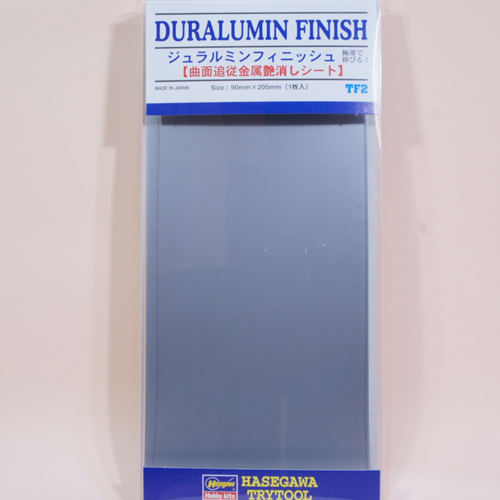 DURALUMIN FINISH
ジュラルミンフィニッシュ
極薄で
伸びる!
【曲面追従金属艶消しシート】
MADE IN JAPAN
Size:90mm×200mm(1枚入)
TF2
Hasegawa
Hobby kits
HASEGAWA
TRYTOOL